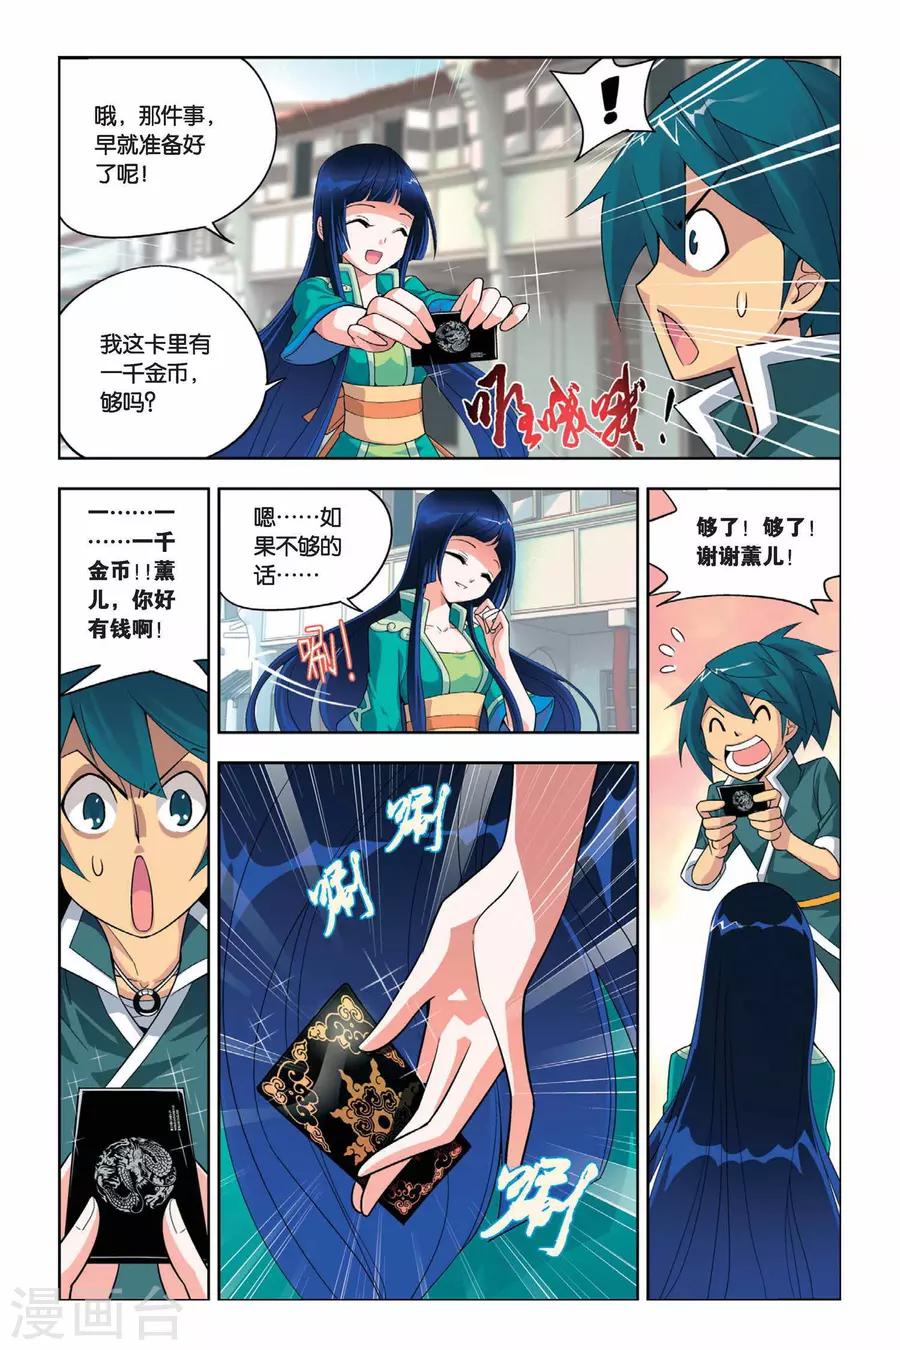 哦，那件事，
早就准备好
了呢！
！
我这卡里有
一千金币，
够吗？
喔哦哦！
一……一
……一千
金币！！薰
儿，你好
有钱啊！
嗯……如
果不够的
话……
唰！
够了！够了！
谢谢薰儿！
唰
唰
唰
漫画台